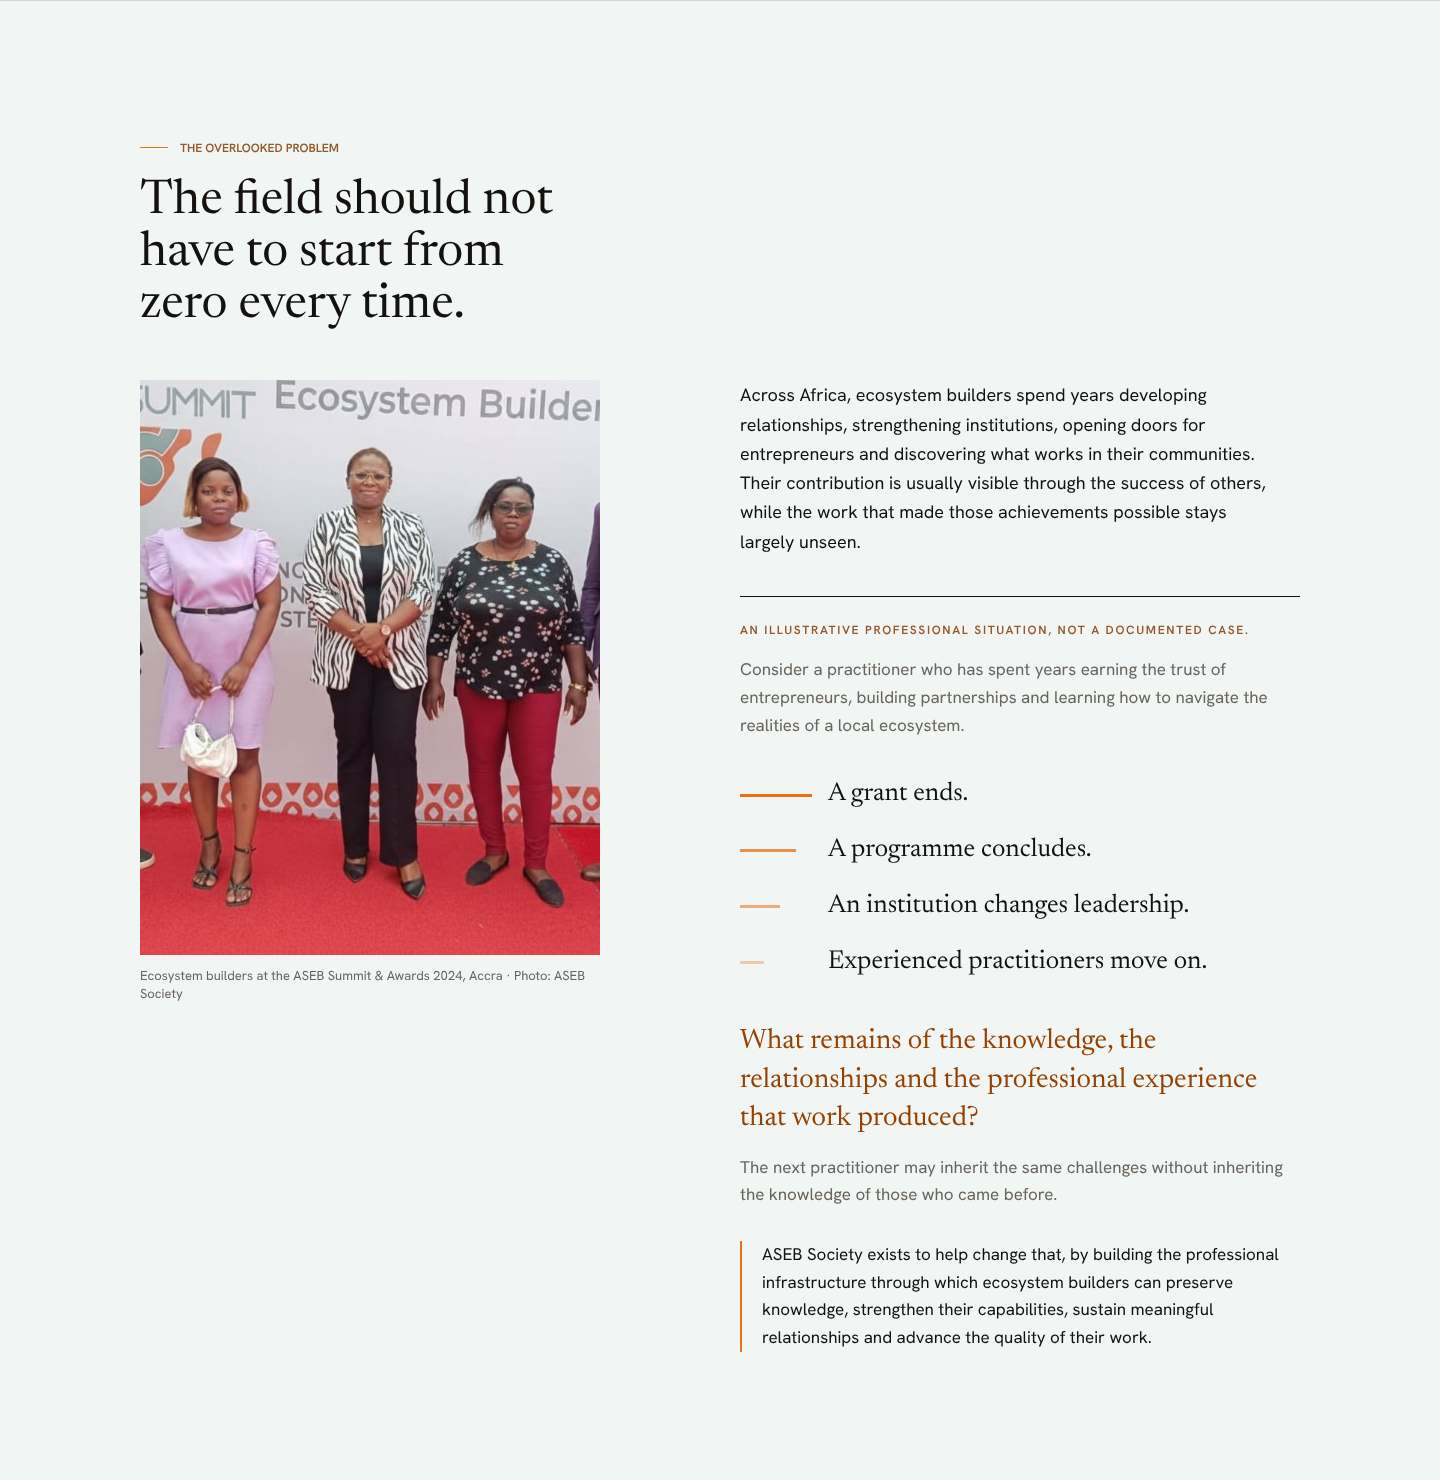 THE OVERLOOKED PROBLEM
The field should not
have to start from
zero every time.
SUMMIT
Ecosystem Builder
Ecosystem builders at the ASEB Summit & Awards 2024, Accra · Photo: ASEB
Society
Across Africa, ecosystem builders spend years developing
relationships, strengthening institutions, opening doors for
entrepreneurs and discovering what works in their communities.
Their contribution is usually visible through the success of others,
while the work that made those achievements possible stays
largely unseen.
AN ILLUSTRATIVE PROFESSIONAL SITUATION, NOT A DOCUMENTED CASE.
Consider a practitioner who has spent years earning the trust of
entrepreneurs, building partnerships and learning how to navigate the
realities of a local ecosystem.
A grant ends.
A programme concludes.
An institution changes leadership.
Experienced practitioners move on.
What remains of the knowledge, the
relationships and the professional experience
that work produced?
The next practitioner may inherit the same challenges without inheriting
the knowledge of those who came before.
ASEB Society exists to help change that, by building the professional
infrastructure through which ecosystem builders can preserve
knowledge, strengthen their capabilities, sustain meaningful
relationships and advance the quality of their work.